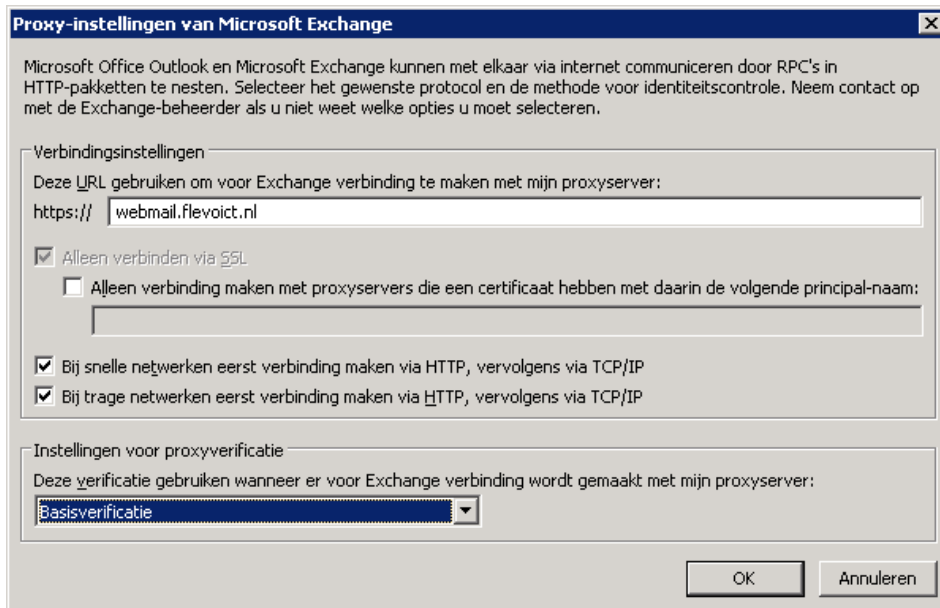 Proxy-instellingen van Microsoft Exchange
Microsoft Office Outlook en Microsoft Exchange kunnen met elkaar via internet communiceren door RPC's in
HTTP-pakketten te nesten. Selecteer het gewenste protocol en de methode voor identiteitscontrole. Neem contact op
met de Exchange-beheerder als u niet weet welke opties u moet selecteren.
Verbindingsinstellingen
Deze URL gebruiken om voor Exchange verbinding te maken met mijn proxyserver:
https:// webmail.flevoict.nl
Alleen verbinden via SSL
Alleen verbinding maken met proxyservers die een certificaat hebben met daarin de volgende principal-naam:
Bij snelle netwerken eerst verbinding maken via HTTP, vervolgens via TCP/IP
Bij trage netwerken eerst verbinding maken via HTTP, vervolgens via TCP/IP
Instellingen voor proxyverificatie
Deze verificatie gebruiken wanneer er voor Exchange verbinding wordt gemaakt met mijn proxyserver:
Basisverificatie
OK Annuleren